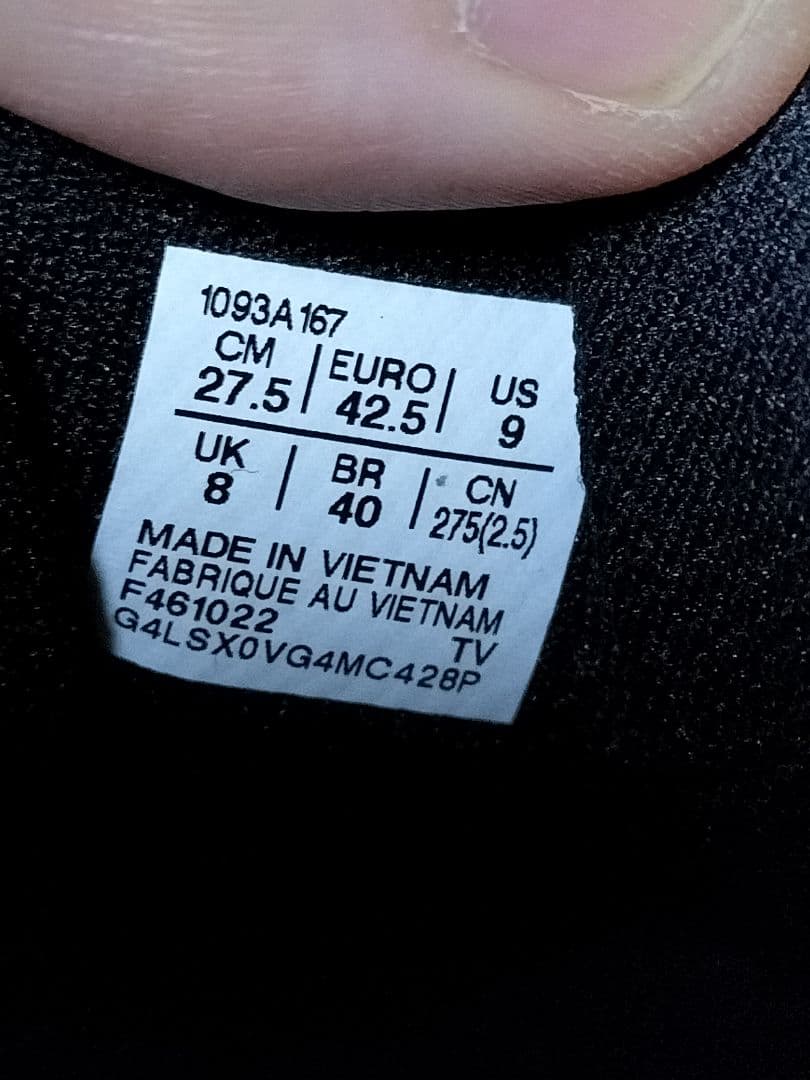 1093A167
CM | EURO | US
27.5 | 42.5 | 9
UK | BR | CN
8 | 40 | 275(2.5)
MADE IN VIETNAM
FABRIQUE AU VIETNAM
F461022 TV
G4LSX0VG4MC428P